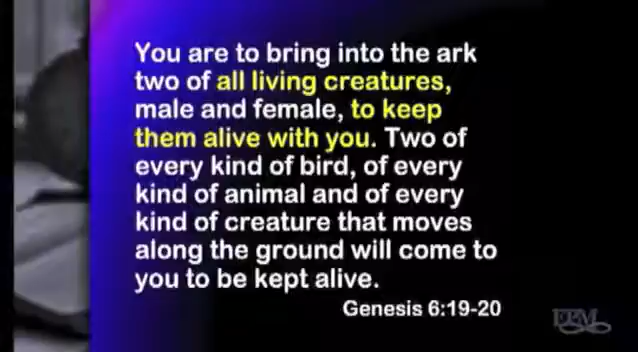 You are to bring into the ark
two of all living creatures,
male and female, to keep
them alive with you. Two of
every kind of bird, of every
kind of animal and of every
kind of creature that moves
along the ground will come to
you to be kept alive.
Genesis 6:19-20
EPM